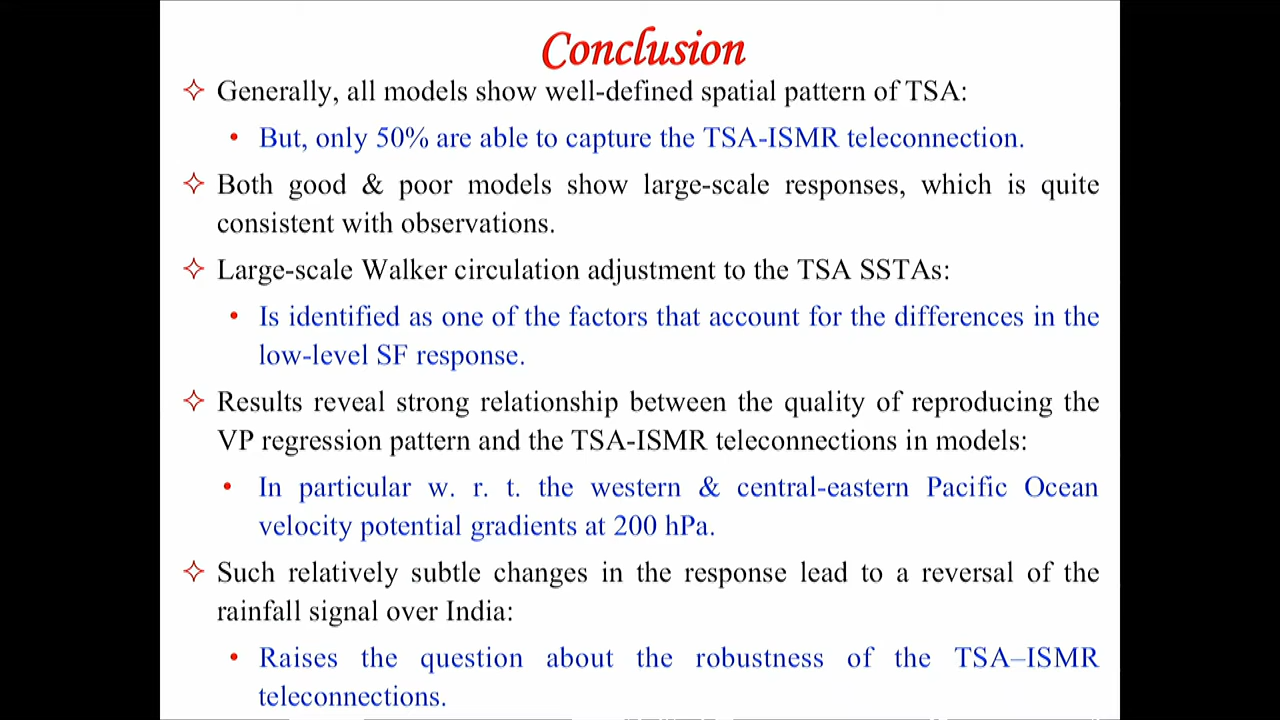 Conclusion
Generally, all models show well-defined spatial pattern of TSA:
• But, only 50% are able to capture the TSA-ISMR teleconnection.
Both good & poor models show large-scale responses, which is quite
consistent with observations.
Large-scale Walker circulation adjustment to the TSA SSTAs:
• Is identified as one of the factors that account for the differences in the
low-level SF response.
Results reveal strong relationship between the quality of reproducing the
VP regression pattern and the TSA-ISMR teleconnections in models:
• In particular w. r. t. the western & central-eastern Pacific Ocean
velocity potential gradients at 200 hPa.
Such relatively subtle changes in the response lead to a reversal of the
rainfall signal over India:
• Raises the question about the robustness of the TSA–ISMR
teleconnections.